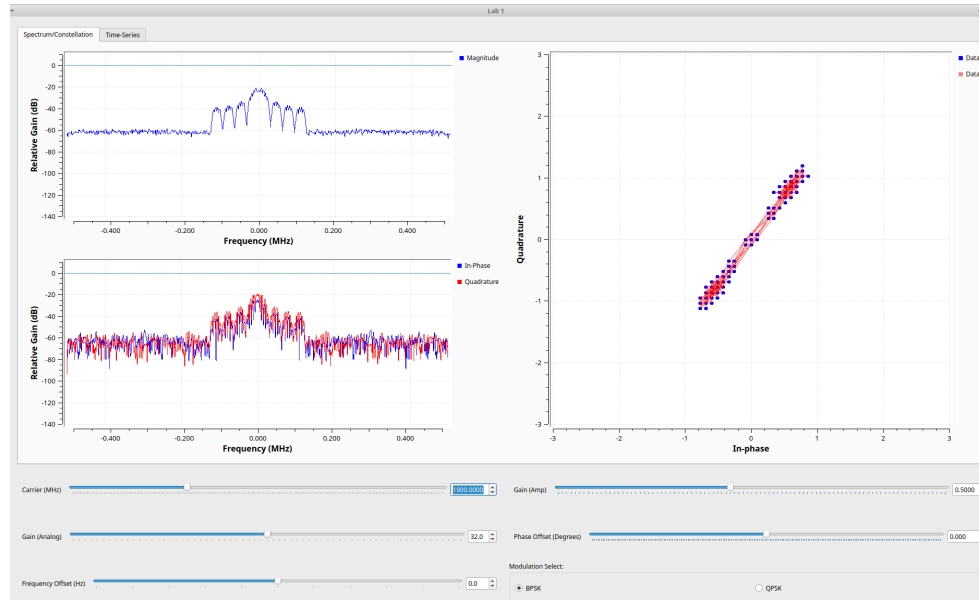 Lab 1
Spectrum/Constellation
Time-Series
Relative Gain (dB)
0
-20
-40
-60
-80
-100
-120
-140
-0.400
-0.200
0.000
0.200
0.400
Frequency (MHz)
Magnitude
Relative Gain (dB)
0
-20
-40
-60
-80
-100
-120
-140
-0.400
-0.200
0.000
0.200
0.400
Frequency (MHz)
In-Phase
Quadrature
Quadrature
3
2
1
0
-1
-2
-3
-3
-2
-1
0
1
2
3
In-phase
Data
Data
Carrier (MHz)
1900.0000
Gain (Amp)
0.5000
Gain (Analog)
32.0
Phase Offset (Degrees)
0.000
Frequency Offset (Hz)
0.0
Modulation Select:
BPSK
QPSK